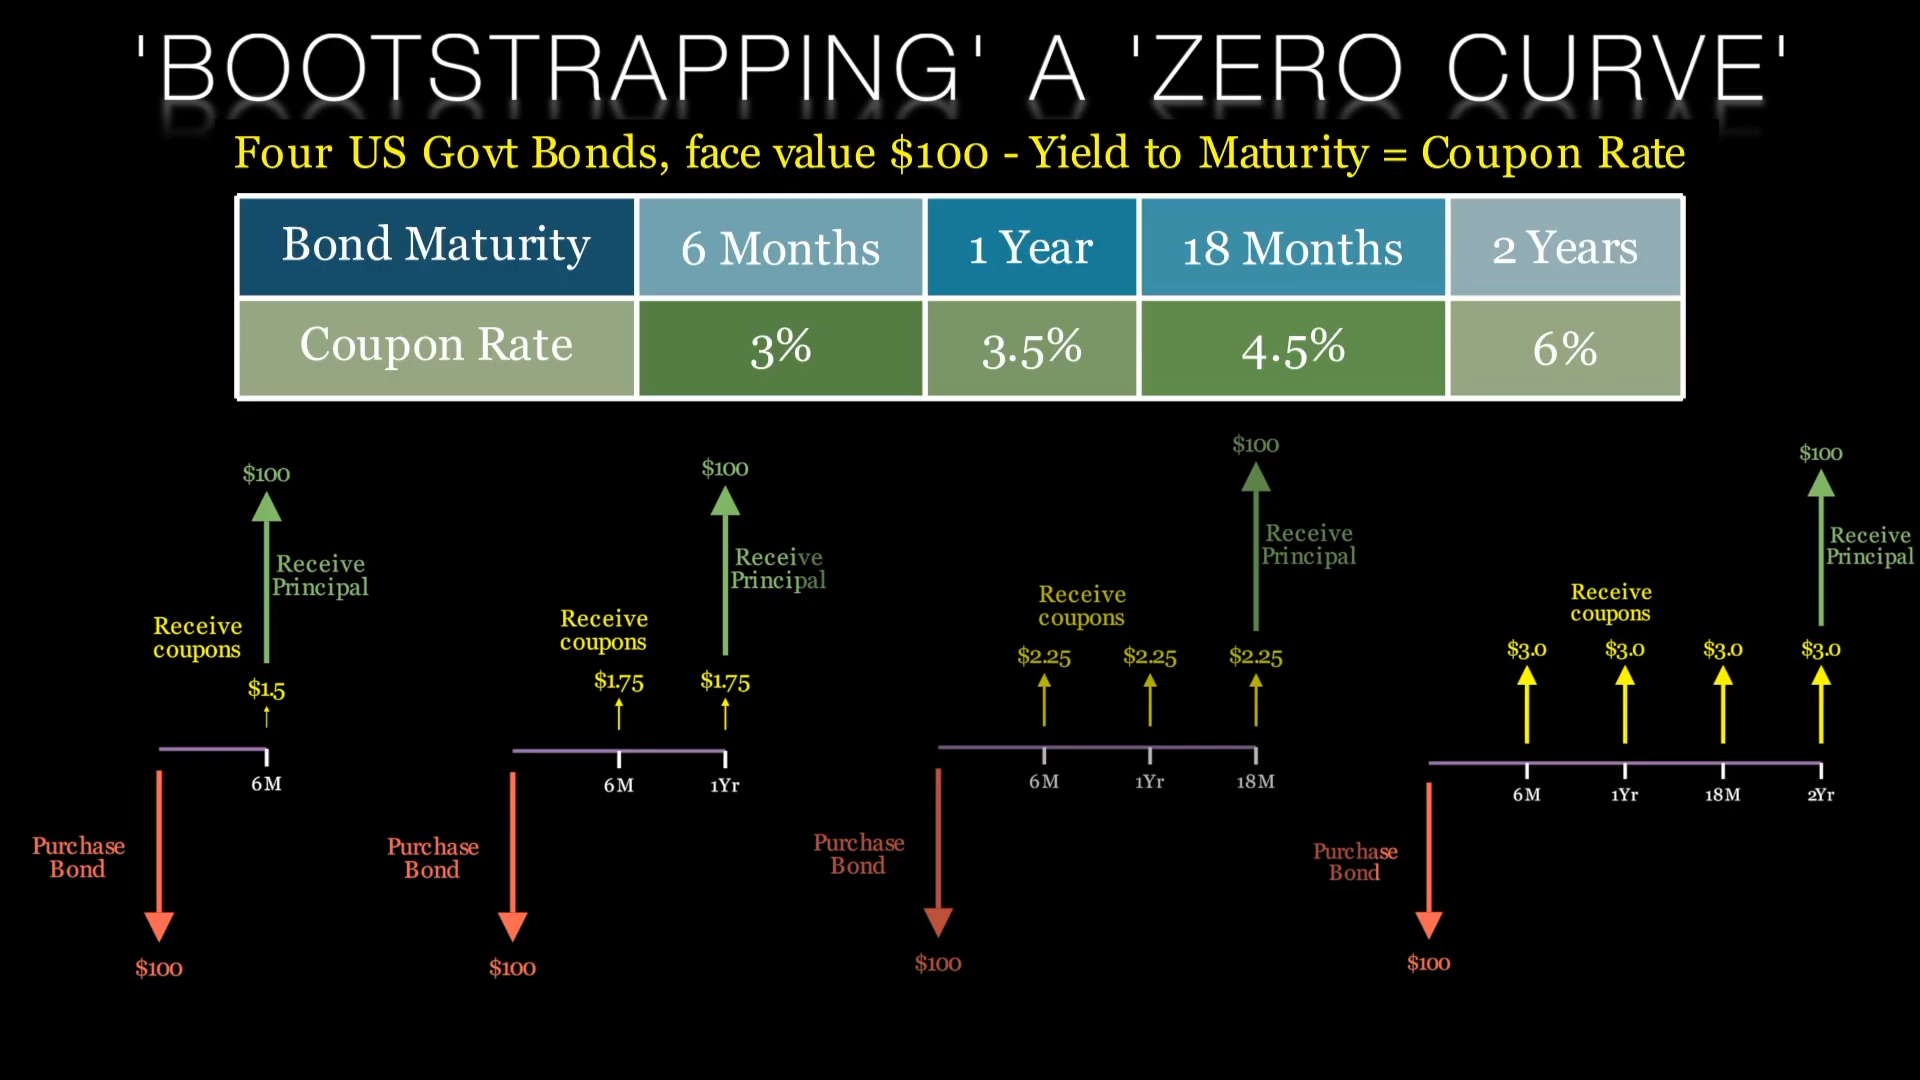 'BOOTSTRAPPING' A 'ZERO CURVE'
Four US Govt Bonds, face value $100 - Yield to Maturity = Coupon Rate
Bond Maturity 6 Months 1 Year 18 Months 2 Years
Coupon Rate 3% 3.5% 4.5% 6%
$100
Receive
Principal
Receive
coupons
$1.5
6M
Purchase
Bond
$100
$100
Receive
Principal
Receive
coupons
$1.75 $1.75
6M 1Yr
Purchase
Bond
$100
$100
Receive
Principal
Receive
coupons
$2.25 $2.25 $2.25
6M 1Yr 18M
Purchase
Bond
$100
$100
Receive
Principal
Receive
coupons
$3.0 $3.0 $3.0 $3.0
6M 1Yr 18M 2Yr
Purchase
Bond
$100